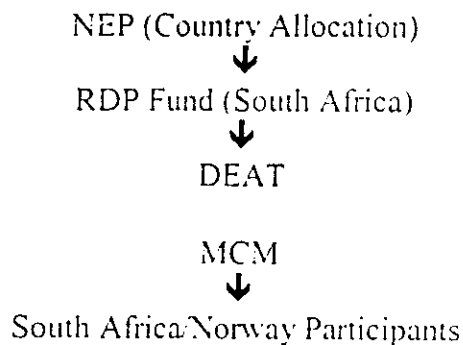 NEP (Country Allocation)
RDP Fund (South Africa)
DEAT
MCM
South Africa/Norway Participants